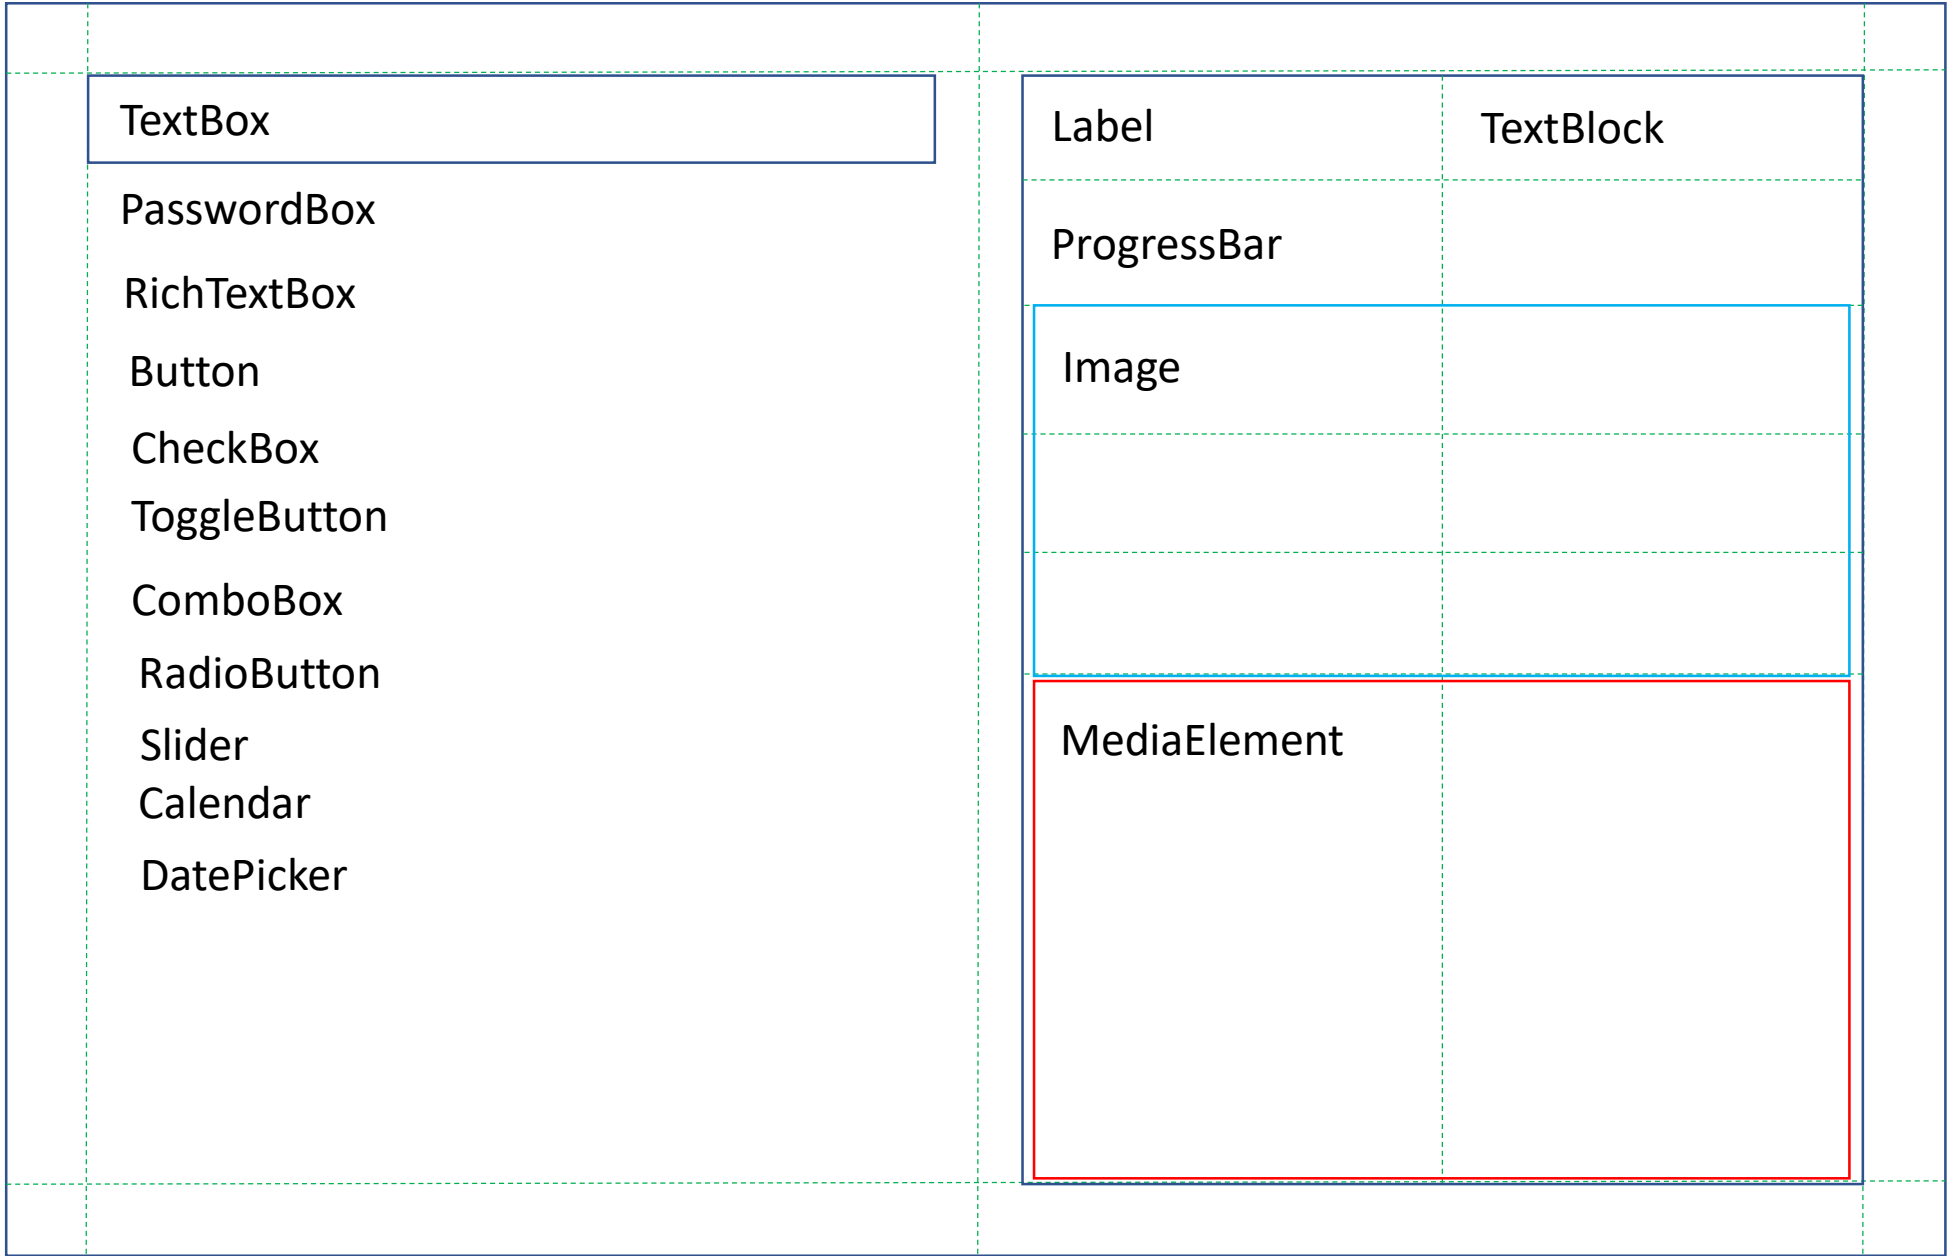 TextBox
PasswordBox
RichTextBox
Button
CheckBox
ToggleButton
ComboBox
RadioButton
Slider
Calendar
DatePicker
Label
TextBlock
ProgressBar
Image
MediaElement